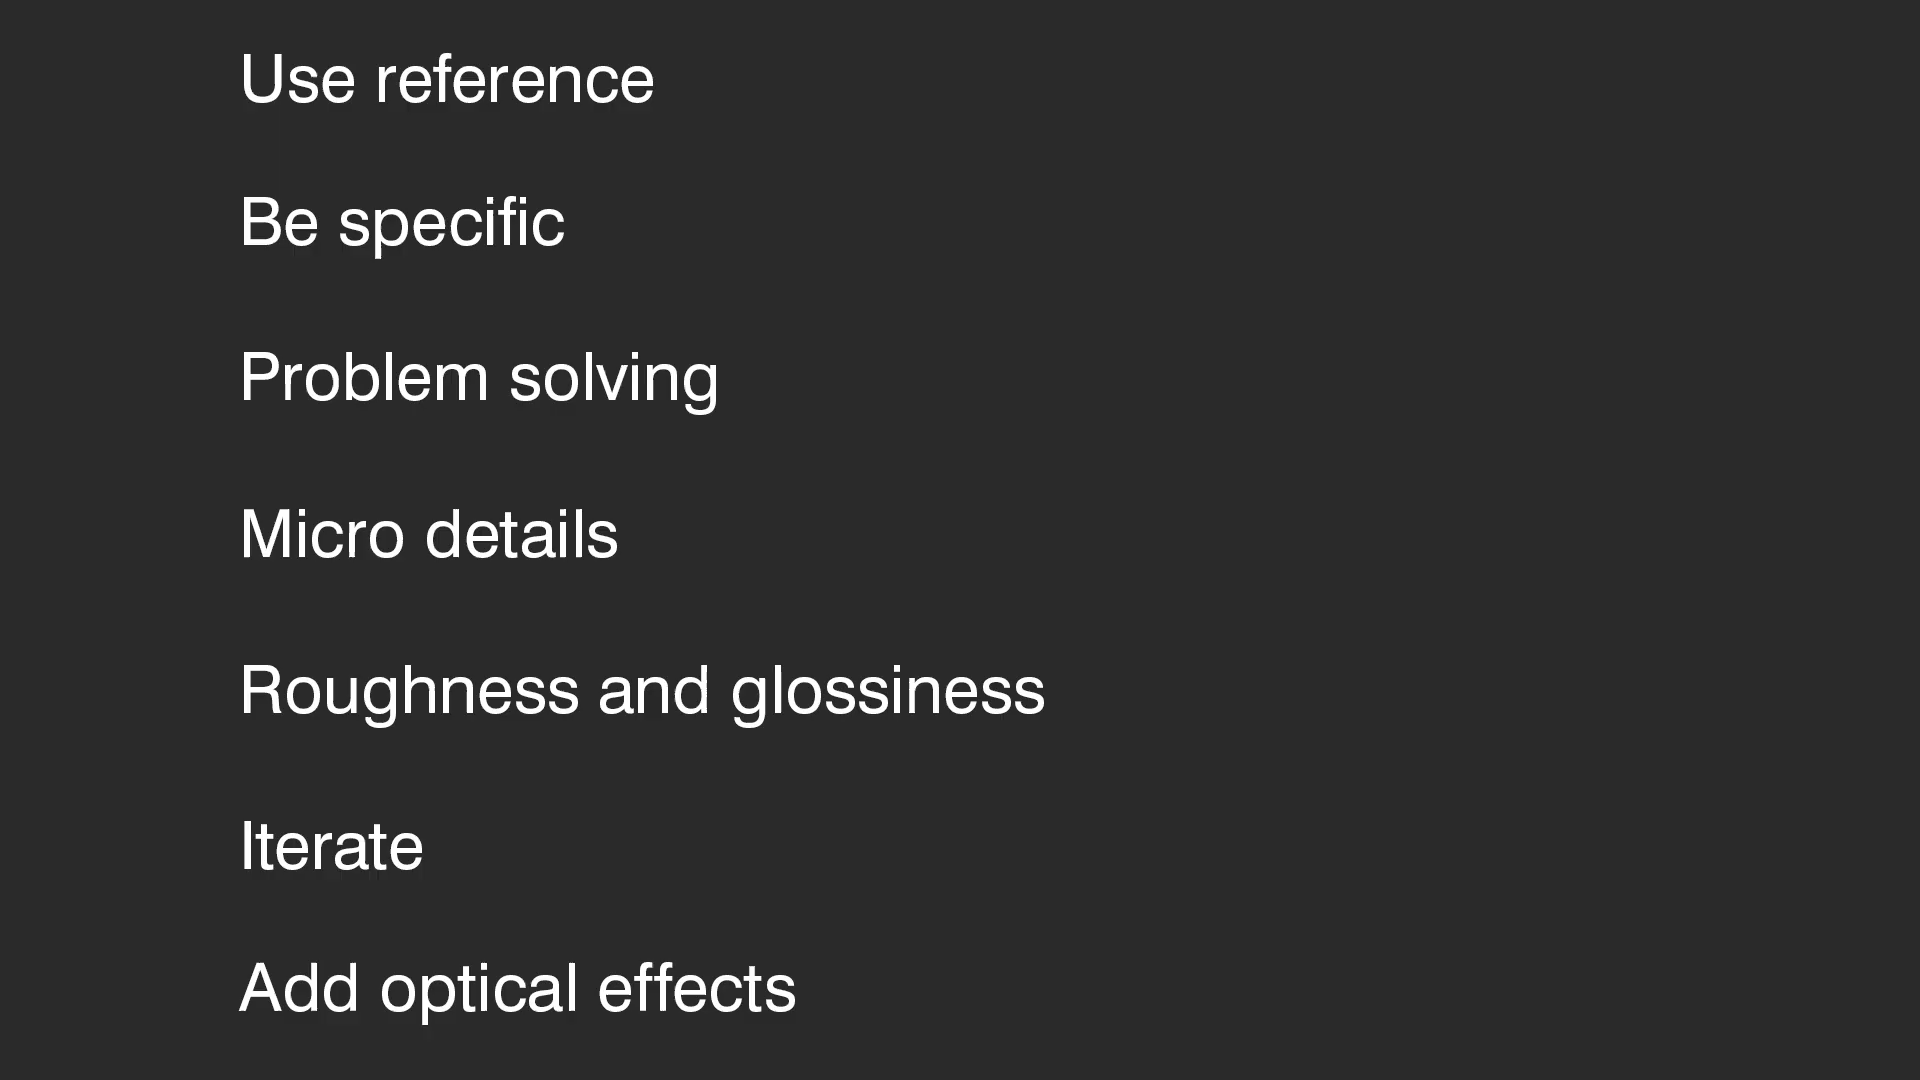 Use reference
Be specific
Problem solving
Micro details
Roughness and glossiness
Iterate
Add optical effects